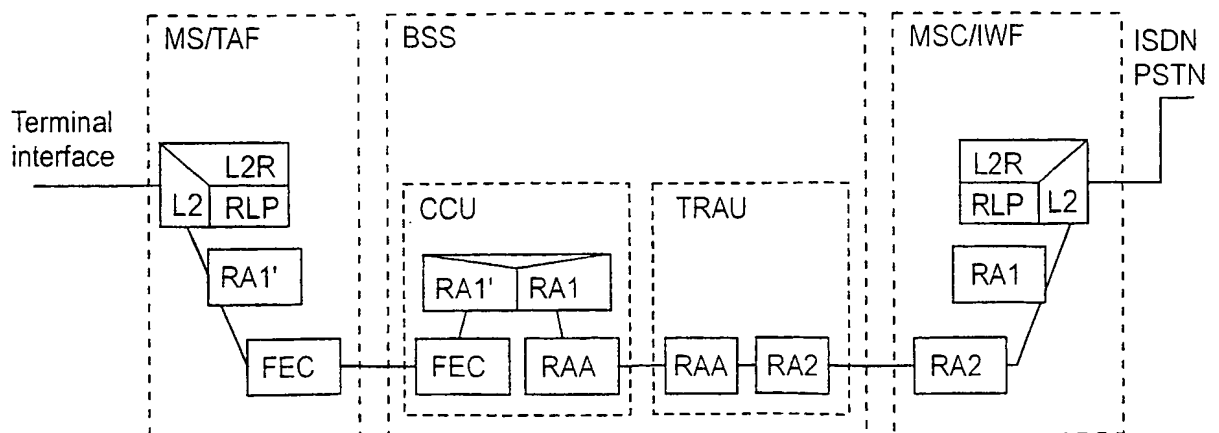 MS/TAF
BSS
MSC/IWF
ISDN
PSTN
Terminal
interface
L2R
L2
RLP
RA1'
FEC
CCU
RA1'
RA1
FEC
RAA
TRAU
RAA
RA2
L2R
RLP
L2
RA1
RA2